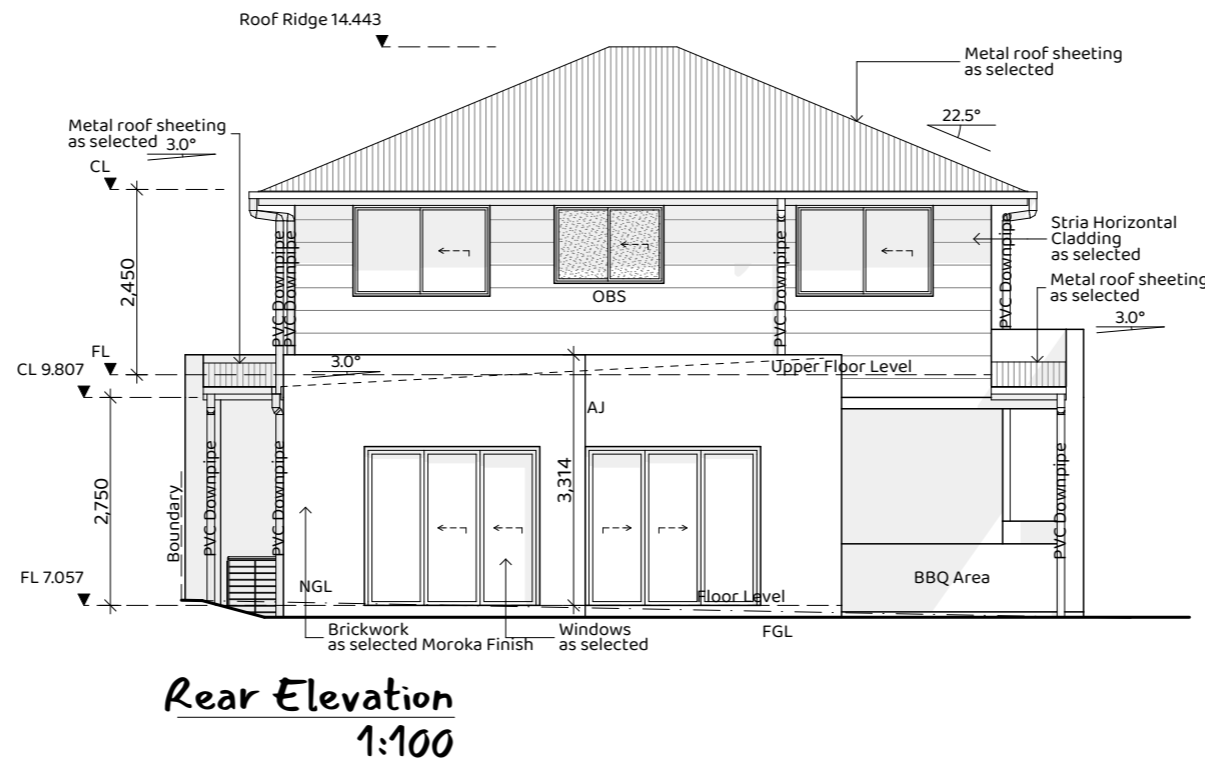 Roof Ridge 14.443
Metal roof sheeting
as selected
22.5°
Metal roof sheeting
as selected
3.0°
CL
Stria Horizontal
Cladding
as selected
Metal roof sheeting
as selected
3.0°
PVC Downpipe
PVC Downpipe
PVC Downpipe
PVC Downpipe
2,450
OBS
FL
CL 9.807
3.0°
Upper Floor Level
AJ
3,314
2,750
Boundary
PVC Downpipe
PVC Downpipe
PVC Downpipe
FL 7.057
NGL
Floor Level
BBQ Area
Brickwork
as selected Moroka Finish
Windows
as selected
FGL
Rear Elevation
1:100